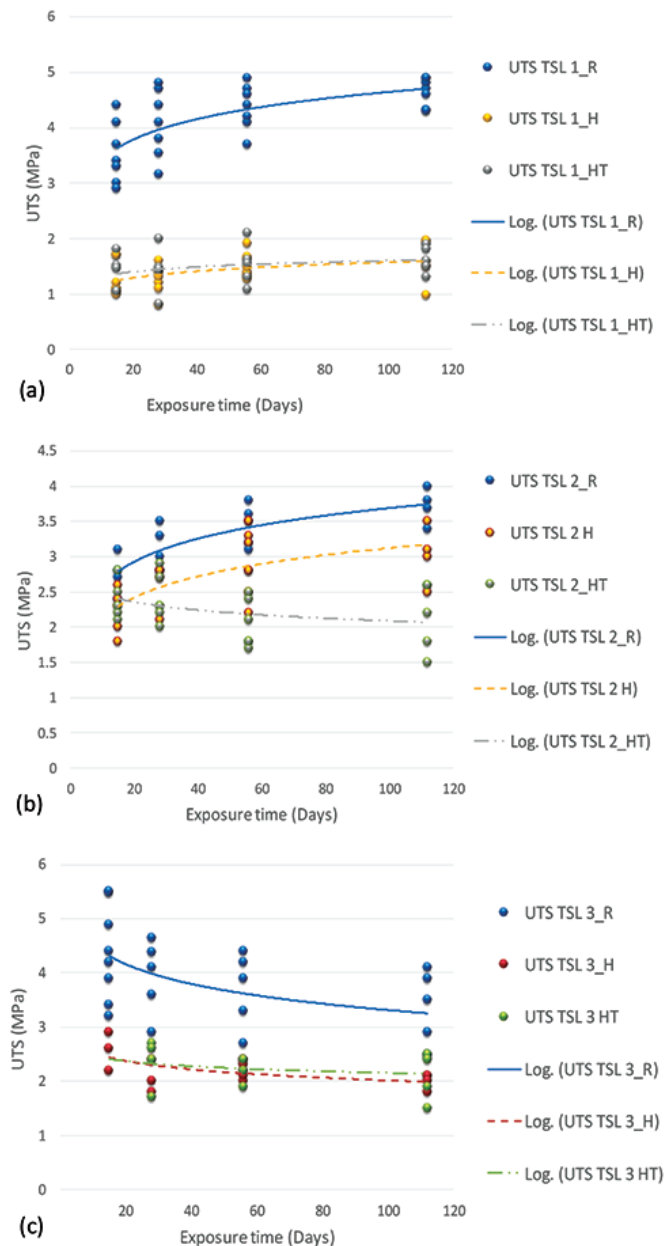 6
5
4
3
2
1
0
UTS (MPa)
0 20 40 60 80 100 120
Exposure time (Days)
(a)
UTS TSL 1_R
UTS TSL 1_H
UTS TSL 1_HT
Log. (UTS TSL 1_R)
Log. (UTS TSL 1_H)
Log. (UTS TSL 1_HT)
4.5
4
3.5
3
2.5
2
1.5
1
0.5
0
UTS (MPa)
0 20 40 60 80 100 120
Exposure time (Days)
(b)
UTS TSL 2_R
UTS TSL 2 H
UTS TSL 2_HT
Log. (UTS TSL 2_R)
Log. (UTS TSL 2 H)
Log. (UTS TSL 2_HT)
6
5
4
3
2
1
0
UTS (MPa)
20 40 60 80 100 120
Exposure time (Days)
(c)
UTS TSL 3_R
UTS TSL 3_H
UTS TSL 3 HT
Log. (UTS TSL 3_R)
Log. (UTS TSL 3_H)
Log. (UTS TSL 3 HT)